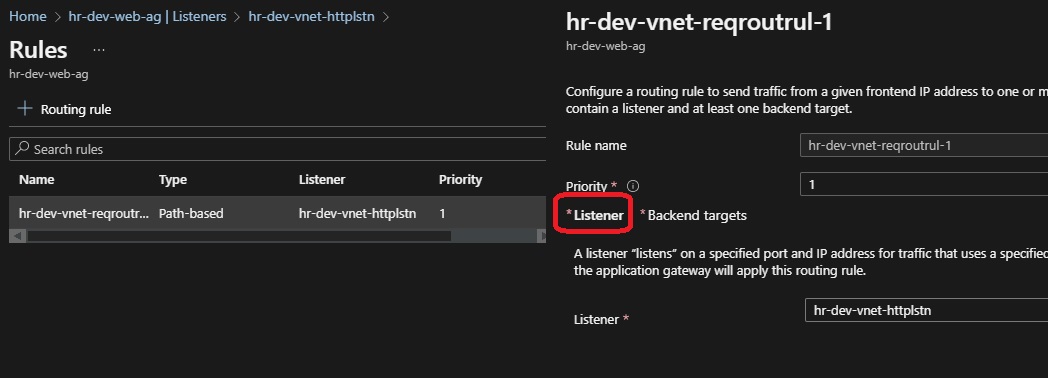 Home > hr-dev-web-ag | Listeners > hr-dev-vnet-httplstn >
Rules ...
hr-dev-web-ag
+ Routing rule
Search rules
Name Type Listener Priority
hr-dev-vnet-reqroutr... Path-based hr-dev-vnet-httplstn 1
hr-dev-vnet-reqroutrul-1
hr-dev-web-ag
Configure a routing rule to send traffic from a given frontend IP address to one or m
contain a listener and at least one backend target.
Rule name hr-dev-vnet-reqroutrul-1
Priority * 1
* Listener * Backend targets
A listener “listens” on a specified port and IP address for traffic that uses a specified
the application gateway will apply this routing rule.
Listener * hr-dev-vnet-httplstn